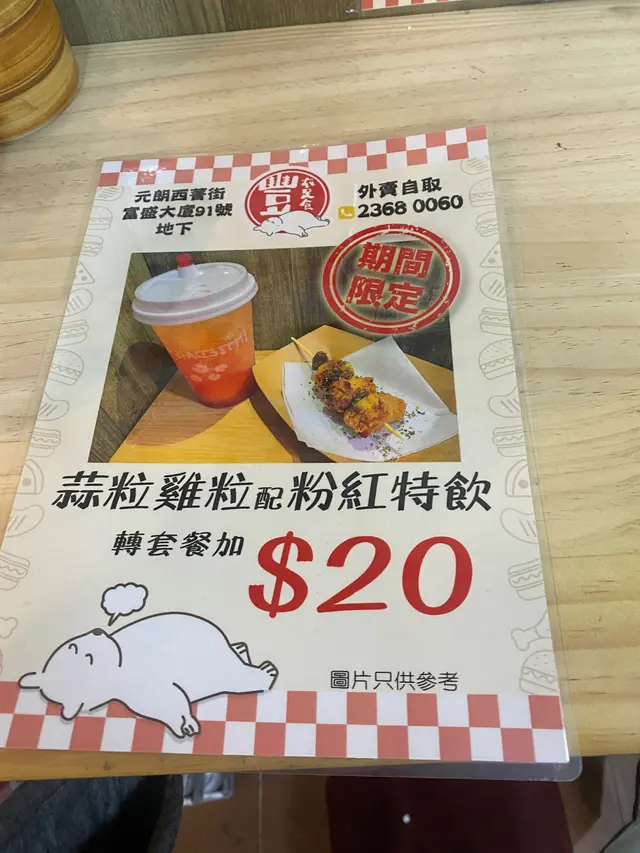 元朗西菁街
富盛大廈91號
地下
豐
外賣自取
2368 0060
期間
限定
蒜粒雞粒配粉紅特飲
轉套餐加
$20
圖片只供參考